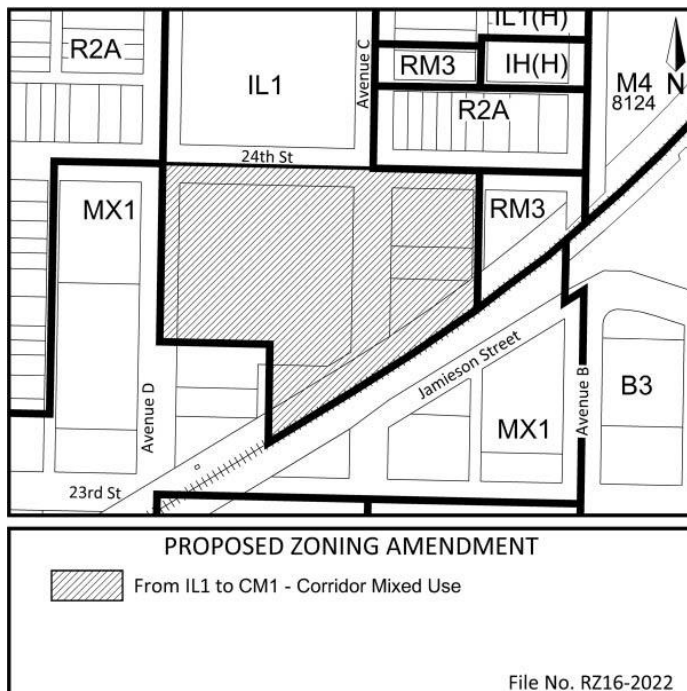 IL1(H)
R2A
Avenue C
RM3
IH(H)
M4
8124
N
IL1
R2A
24th St
MX1
RM3
Jamieson Street
B3
Avenue D
MX1
Avenue B
23rd St
PROPOSED ZONING AMENDMENT
From IL1 to CM1 - Corridor Mixed Use
File No. RZ16-2022